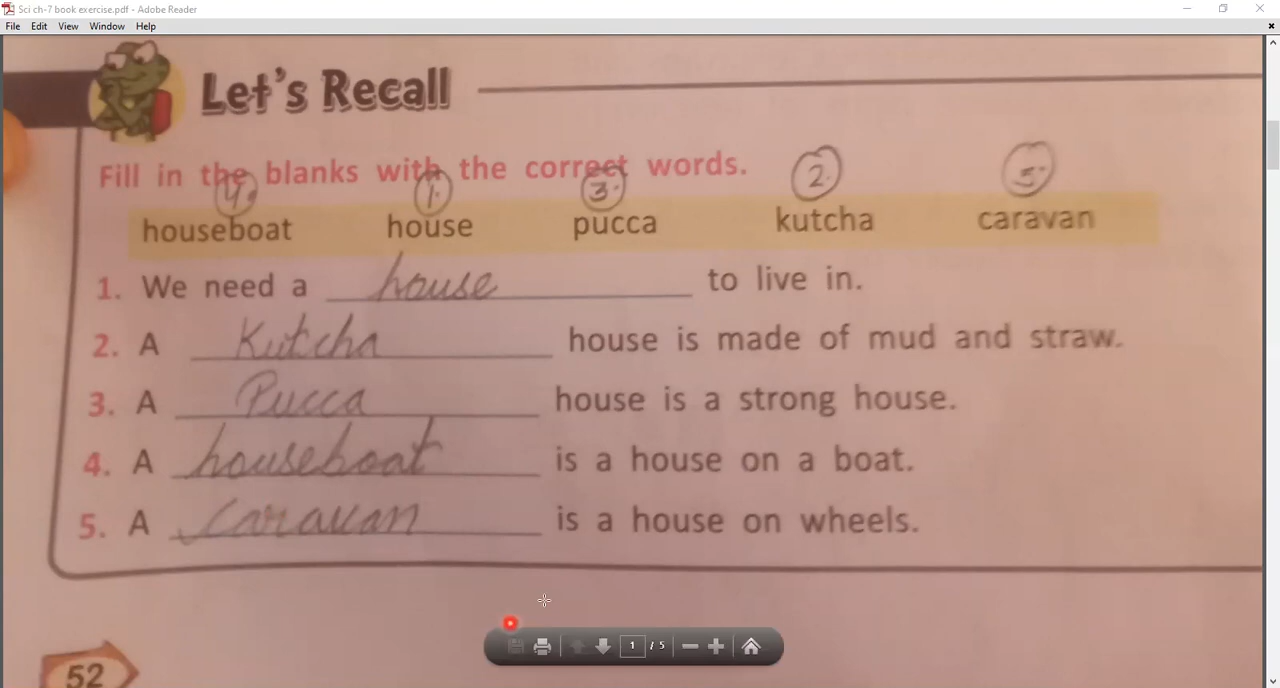 Sci ch-7 book exercise.pdf - Adobe Reader
File Edit View Window Help
Let's Recall
Fill in the blanks with the correct words.
4. 1. 3. 2. 5.
houseboat house pucca kutcha caravan
1. We need a house to live in.
2. A Kutcha house is made of mud and straw.
3. A Pucca house is a strong house.
4. A houseboat is a house on a boat.
5. A caravan is a house on wheels.
1 / 5
52